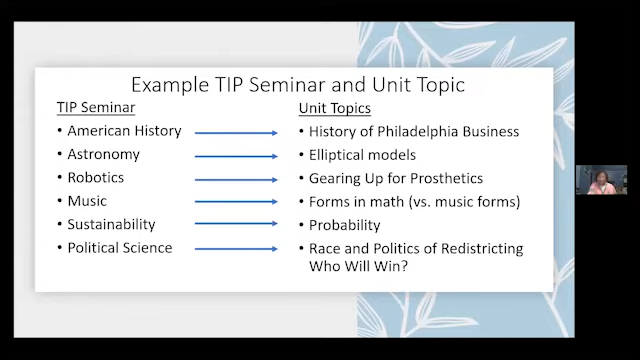 Example TIP Seminar and Unit Topic
TIP Seminar
• American History
• Astronomy
• Robotics
• Music
• Sustainability
• Political Science
Unit Topics
• History of Philadelphia Business
• Elliptical models
• Gearing Up for Prosthetics
• Forms in math (vs. music forms)
• Probability
• Race and Politics of Redistricting
Who Will Win?